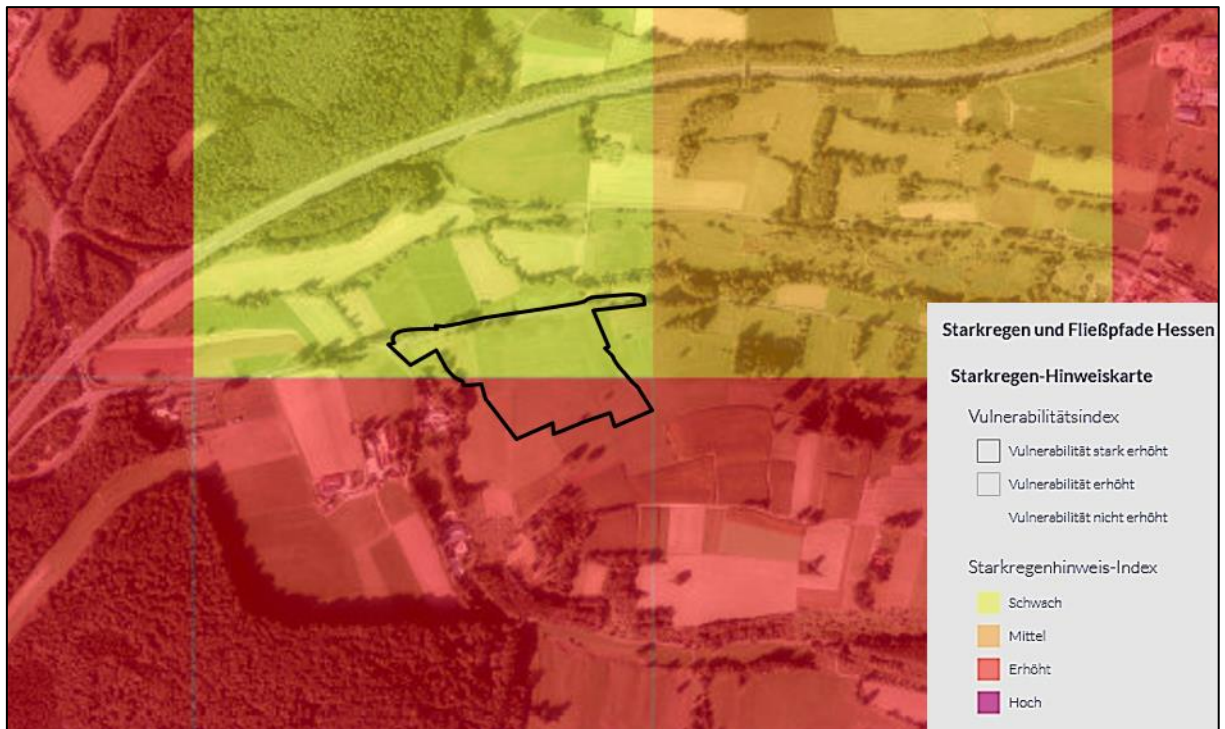 Starkregen und Fließpfade Hessen
Starkregen-Hinweiskarte
Vulnerabilitätsindex
Vulnerabilität stark erhöht
Vulnerabilität erhöht
Vulnerabilität nicht erhöht
Starkregenhinweis-Index
Schwach
Mittel
Erhöht
Hoch